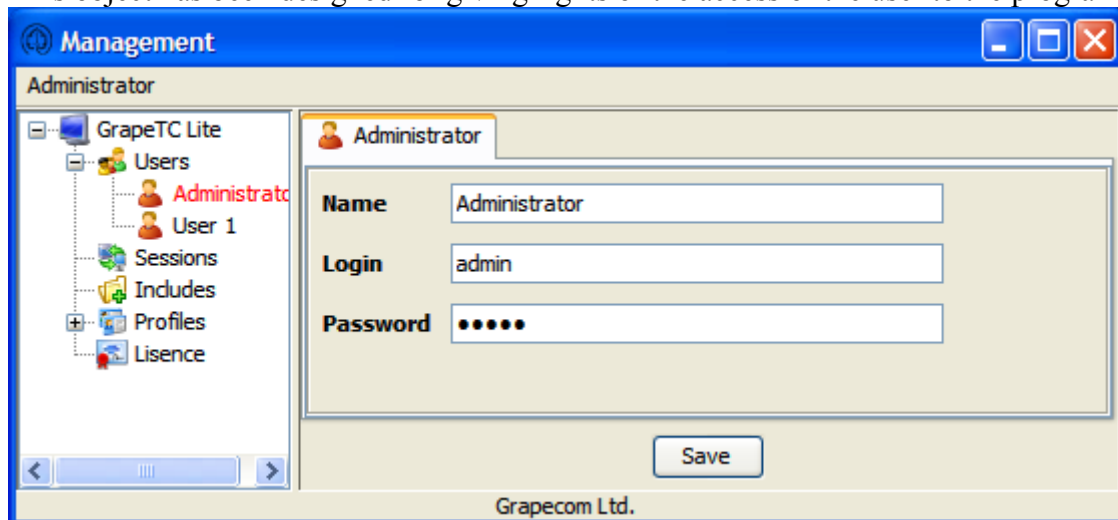 Management
Administrator
GrapeTC Lite
Users
Administrato
User 1
Sessions
Includes
Profiles
Lisence
Administrator
Name Administrator
Login admin
Password •••••
Save
Grapecom Ltd.